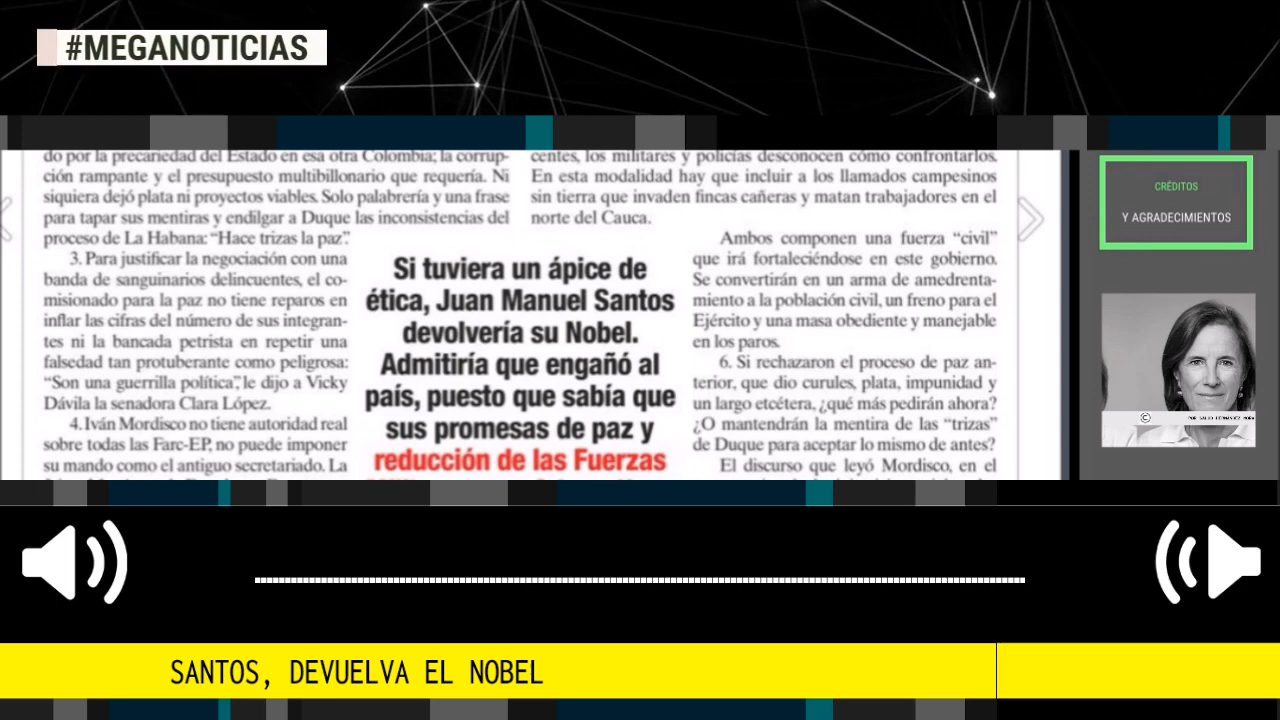 #MEGANOTICIAS
do por la precariedad del Estado en esa otra Colombia; la corrup-
ción rampante y el presupuesto multibillonario que requería. Ni
siquiera dejó plata ni proyectos viables. Solo palabrería y una frase
para tapar sus mentiras y endilgar a Duque las inconsistencias del
proceso de La Habana: “Hace trizas la paz”.
3. Para justificar la negociación con una
banda de sanguinarios delincuentes, el co-
misionado para la paz no tiene reparos en
inflar las cifras del número de sus integran-
tes ni la bancada petrista en repetir una
falsedad tan protuberante como peligrosa:
“Son una guerrilla política”, le dijo a Vicky
Dávila la senadora Clara López.
4. Iván Mordisco no tiene autoridad real
sobre todas las Farc-EP, no puede imponer
su mando como el antiguo secretariado. La
Si tuviera un ápice de
ética, Juan Manuel Santos
devolvería su Nobel.
Admitiría que engañó al
país, puesto que sabía que
sus promesas de paz y
reducción de las Fuerzas
centes, los militares y policías desconocen cómo confrontarlos.
En esta modalidad hay que incluir a los llamados campesinos
sin tierra que invaden fincas cañeras y matan trabajadores en el
norte del Cauca.
Ambos componen una fuerza “civil”
que irá fortaleciéndose en este gobierno.
Se convertirán en un arma de amedrenta-
miento a la población civil, un freno para el
Ejército y una masa obediente y manejable
en los paros.
6. Si rechazaron el proceso de paz an-
terior, que dio curules, plata, impunidad y
un largo etcétera, ¿qué más pedirán ahora?
¿O mantendrán la mentira de las “trizas”
de Duque para aceptar lo mismo de antes?
El discurso que leyó Mordisco, en el
CRÉDITOS
Y AGRADECIMIENTOS
© POR SALUD HERNÁNDEZ MORA
SANTOS, DEVUELVA EL NOBEL